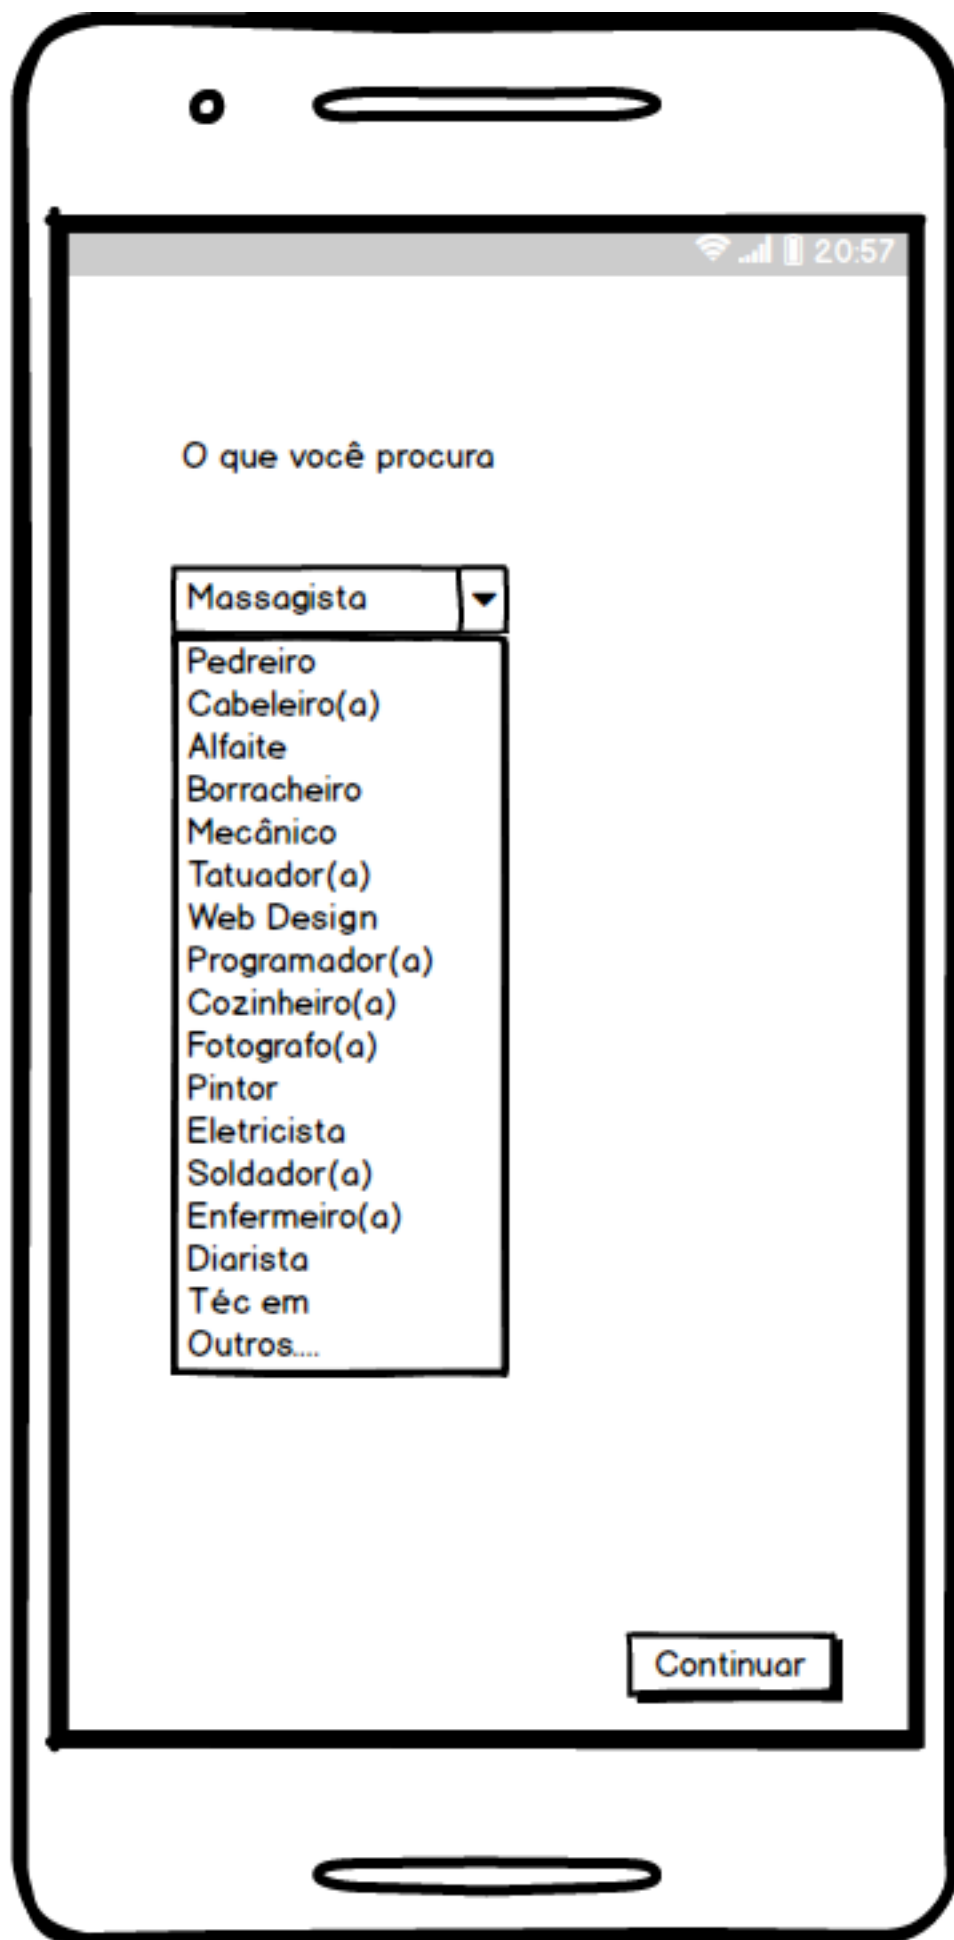 20:57
O que você procura
Massagista
Pedreiro
Cabeleiro(a)
Alfaite
Borracheiro
Mecânico
Tatuador(a)
Web Design
Programador(a)
Cozinheiro(a)
Fotografo(a)
Pintor
Eletricista
Soldador(a)
Enfermeiro(a)
Diarista
Téc em
Outros....
Continuar